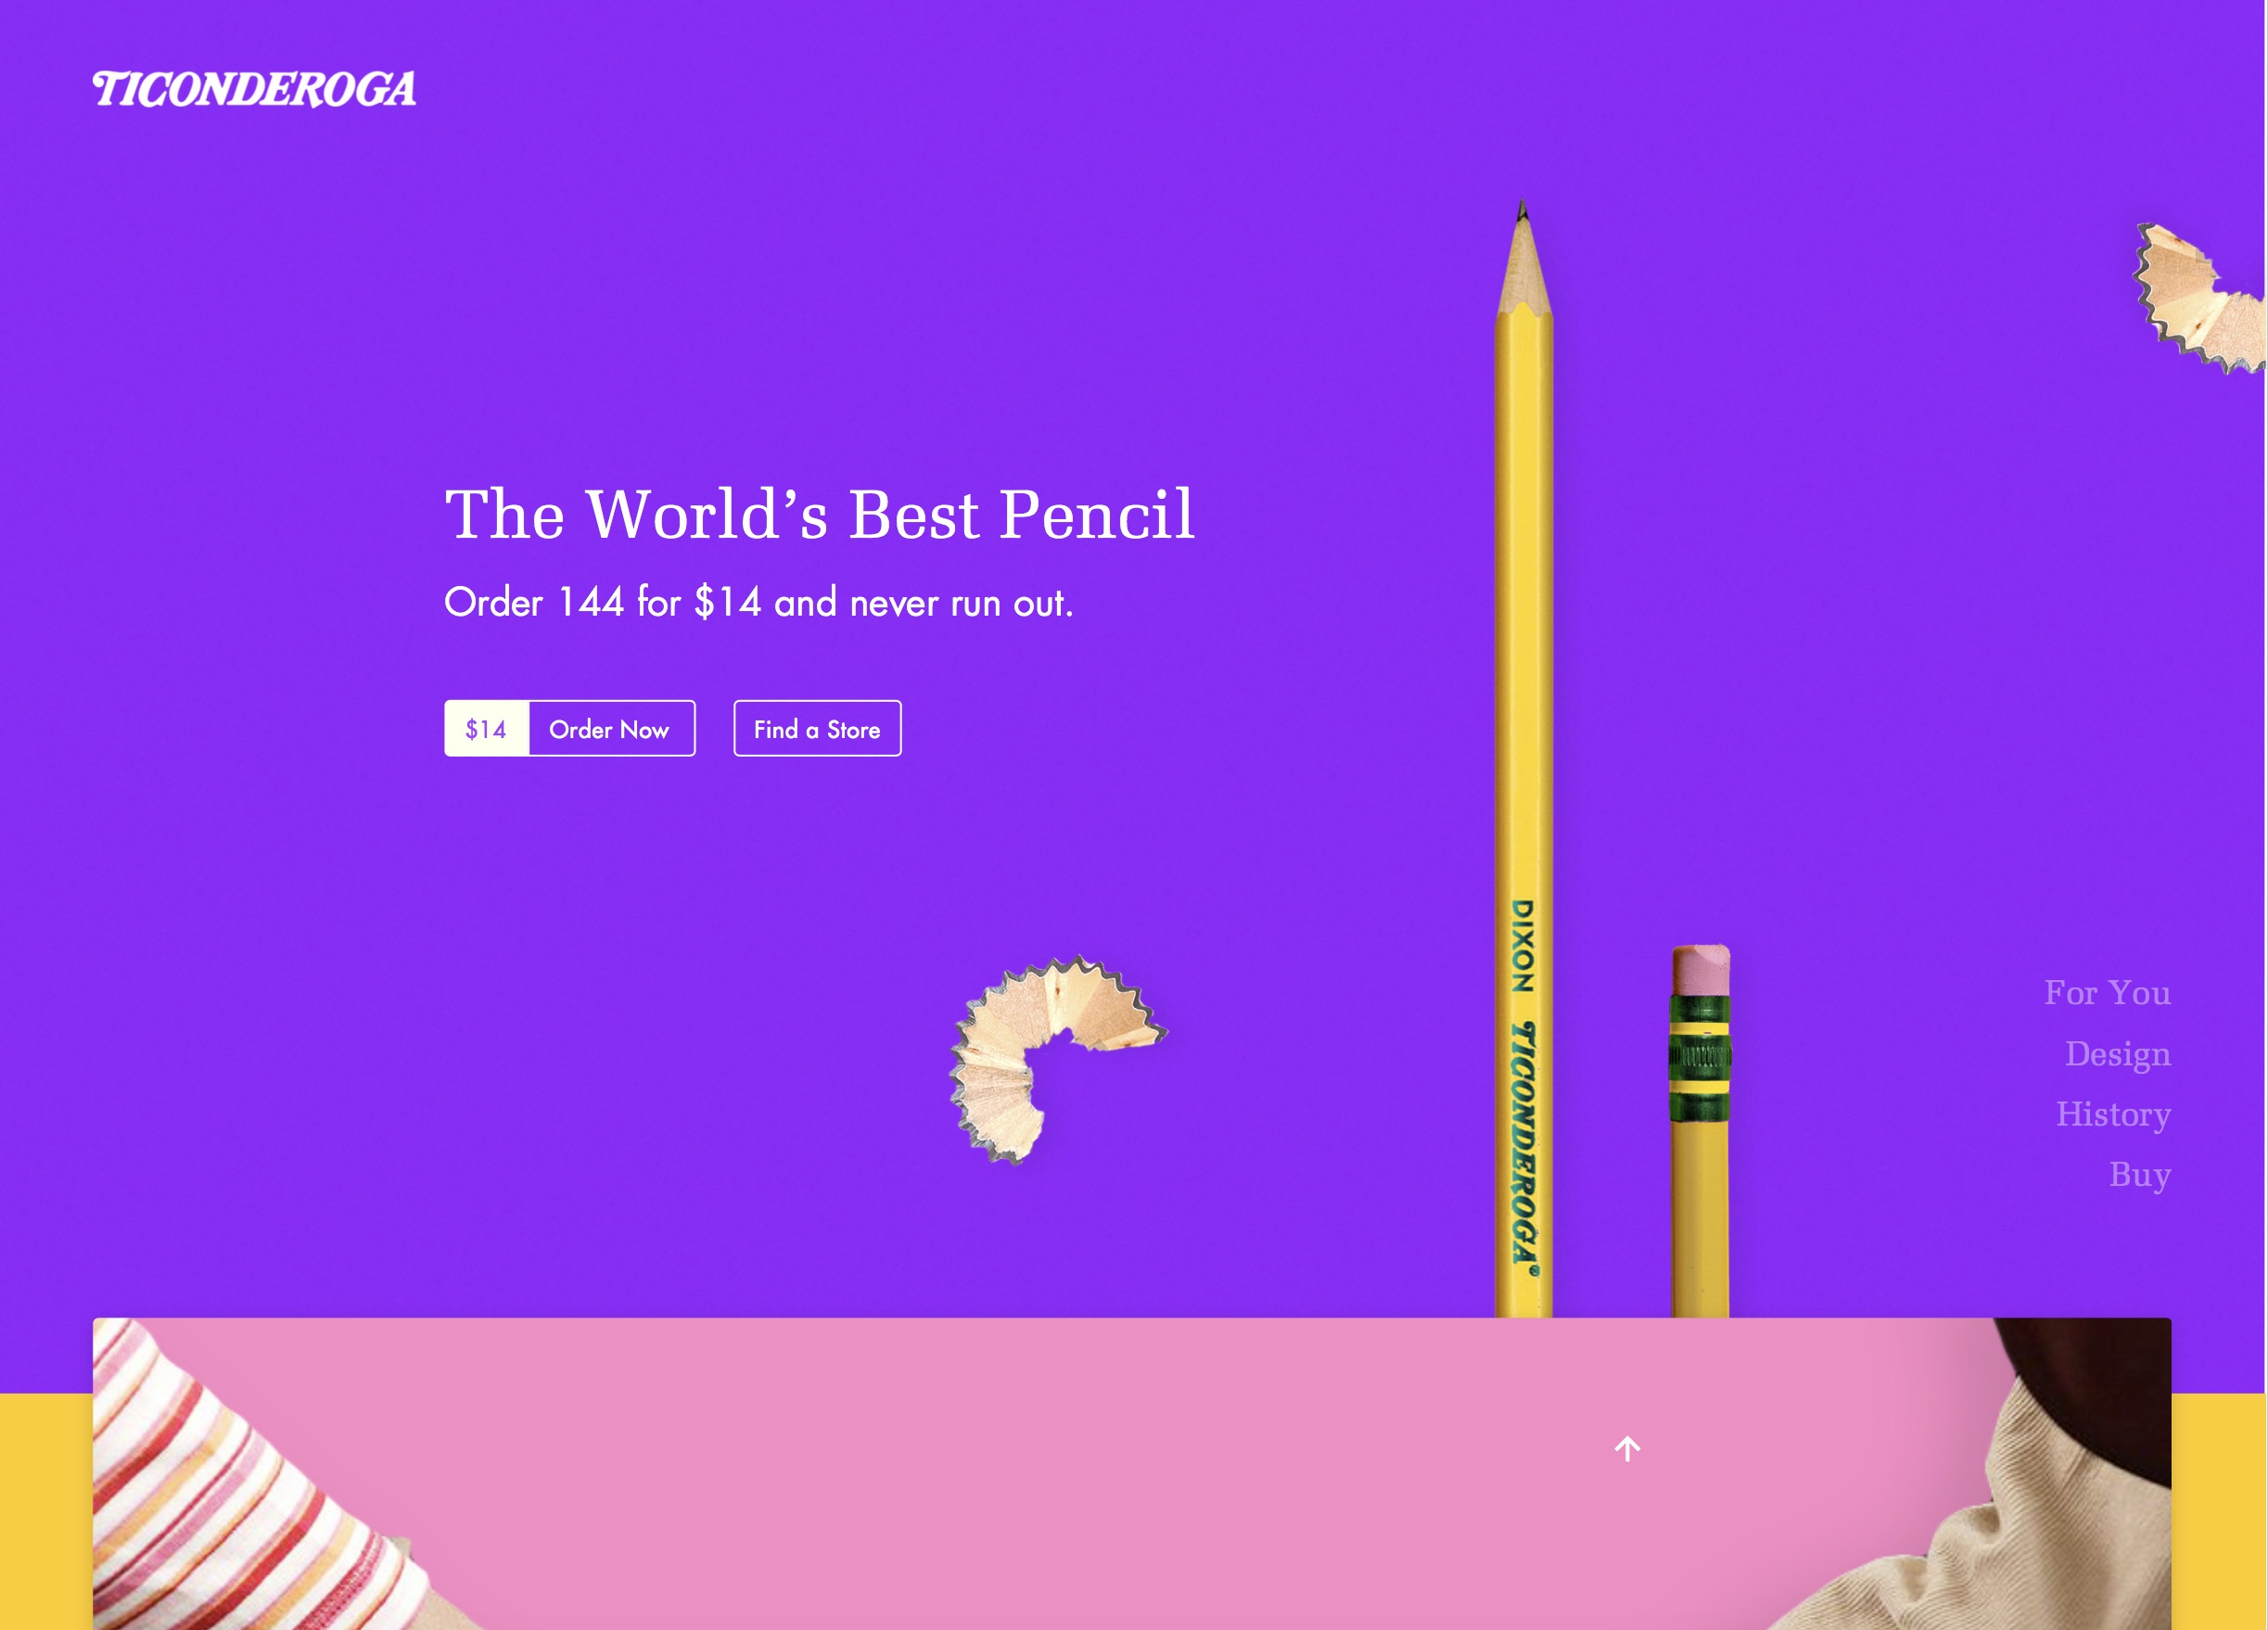 TICONDEROGA
The World’s Best Pencil
Order 144 for $14 and never run out.
$14 Order Now
Find a Store
DIXON TICONDEROGA®
For You
Design
History
Buy